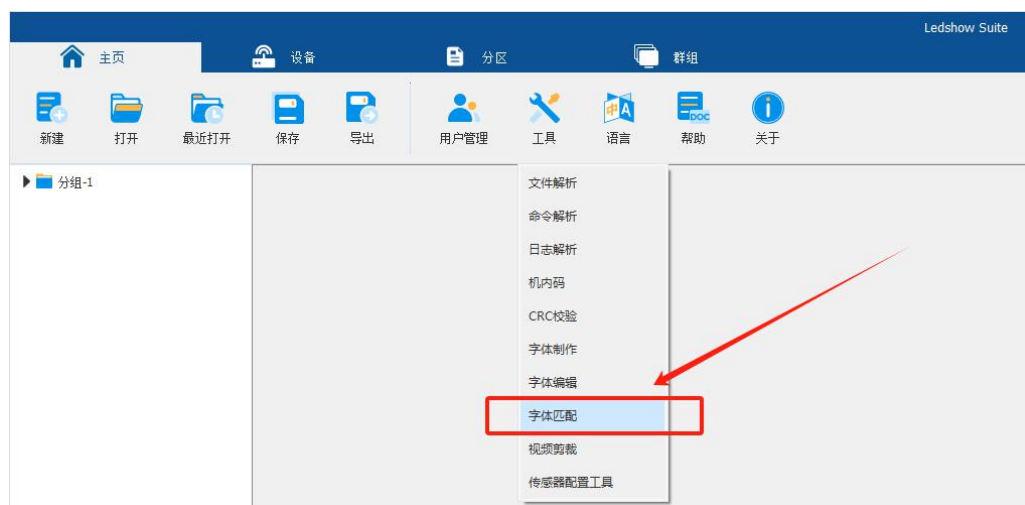 Ledshow Suite
主页 设备 分区 群组
新建 打开 最近打开 保存 导出 用户管理 工具 语言 帮助 关于
中 A DOC
分组-1
文件解析
命令解析
日志解析
机内码
CRC校验
字体制作
字体编辑
字体匹配
视频剪裁
传感器配置工具